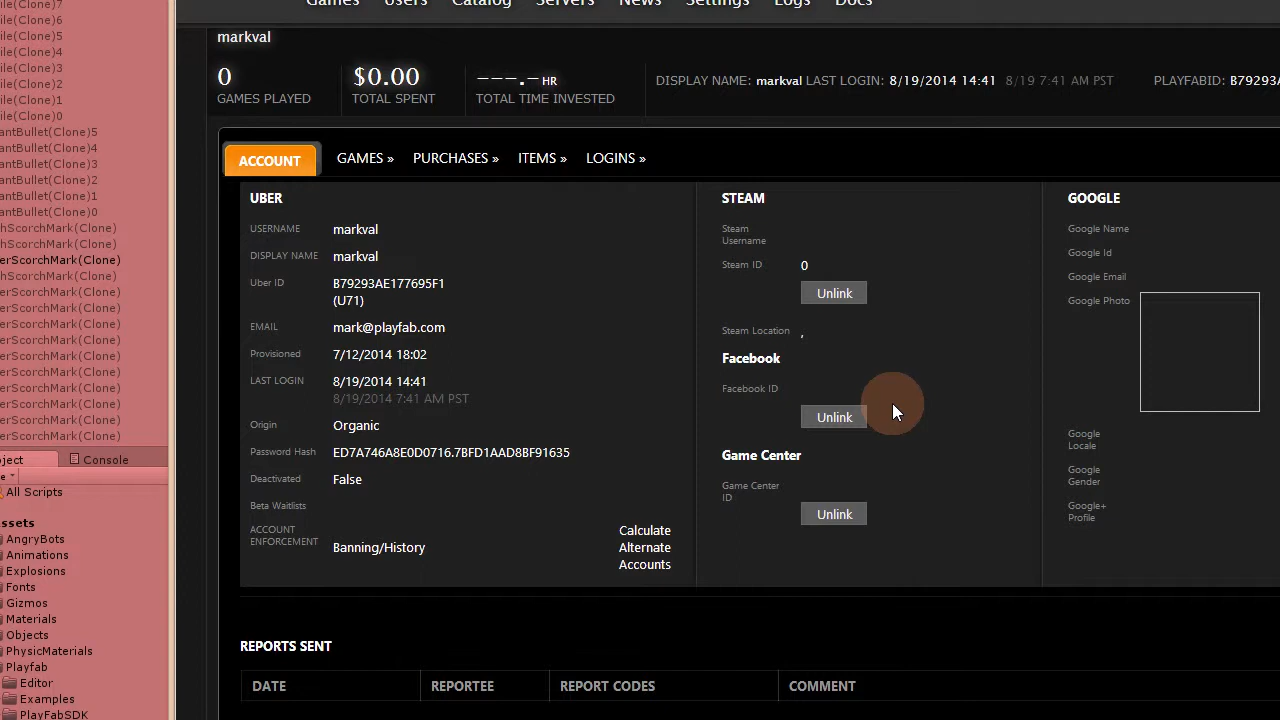 Games Users Catalog Servers News Settings Logs Docs
markval
0
GAMES PLAYED
$0.00
TOTAL SPENT
---.- HR
TOTAL TIME INVESTED
DISPLAY NAME: markval LAST LOGIN: 8/19/2014 14:41 8/19 7:41 AM PST PLAYFABID: B79293A
ACCOUNT GAMES » PURCHASES » ITEMS » LOGINS »
UBER
USERNAME markval
DISPLAY NAME markval
Uber ID B79293AE177695F1
(U71)
EMAIL mark@playfab.com
Provisioned 7/12/2014 18:02
LAST LOGIN 8/19/2014 14:41
8/19/2014 7:41 AM PST
Origin Organic
Password Hash ED7A746A8E0D0716.7BFD1AAD8BF91635
Deactivated False
Beta Waitlists
ACCOUNT
ENFORCEMENT Banning/History
Calculate
Alternate
Accounts
STEAM
Steam
Username
Steam ID 0
Unlink
Steam Location ,
Facebook
Facebook ID
Unlink
Game Center
Game Center
ID
Unlink
GOOGLE
Google Name
Google Id
Google Email
Google Photo
Google
Locale
Google
Gender
Google+
Profile
REPORTS SENT
DATE REPORTEE REPORT CODES COMMENT
ile(Clone)7
ile(Clone)6
ile(Clone)5
ile(Clone)4
ile(Clone)3
ile(Clone)2
ile(Clone)1
ile(Clone)0
antBullet(Clone)5
antBullet(Clone)4
antBullet(Clone)3
antBullet(Clone)2
antBullet(Clone)1
antBullet(Clone)0
hScorchMark(Clone)
hScorchMark(Clone)
erScorchMark(Clone)
hScorchMark(Clone)
erScorchMark(Clone)
erScorchMark(Clone)
erScorchMark(Clone)
erScorchMark(Clone)
erScorchMark(Clone)
erScorchMark(Clone)
erScorchMark(Clone)
erScorchMark(Clone)
erScorchMark(Clone)
erScorchMark(Clone)
ject Console
e
All Scripts
ssets
AngryBots
Animations
Explosions
Fonts
Gizmos
Materials
Objects
PhysicMaterials
Playfab
Editor
Examples
PlayFabSDK